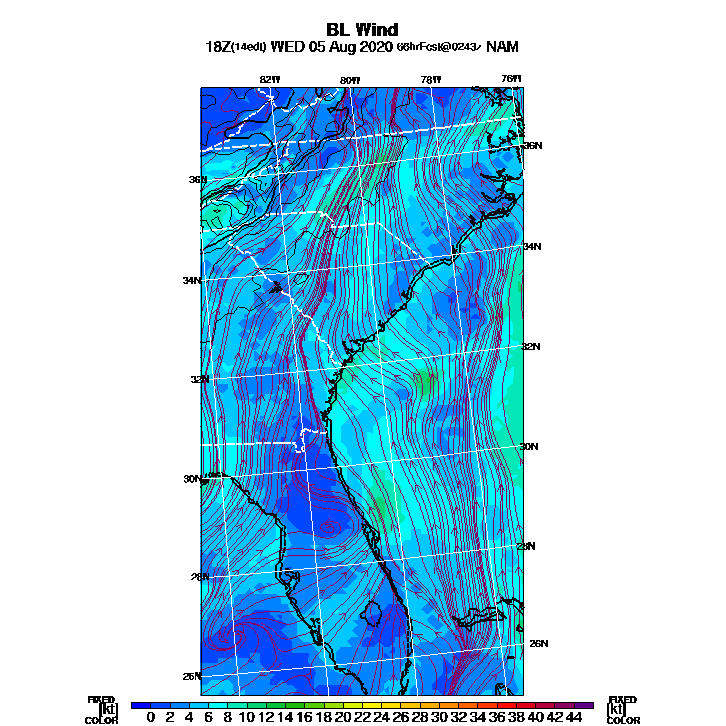 BL Wind
18Z(14edt) WED 05 Aug 2020 66hrFcst@0243z NAM
82W 80W 78W 76W
36N
36N
34N
34N
32N
32N
30N
30N
28N
28N
26N
26N
FIXED FIXED
[kt] 0 2 4 6 8 10 12 14 16 18 20 22 24 26 28 30 32 34 36 38 40 42 44 [kt]
COLOR COLOR